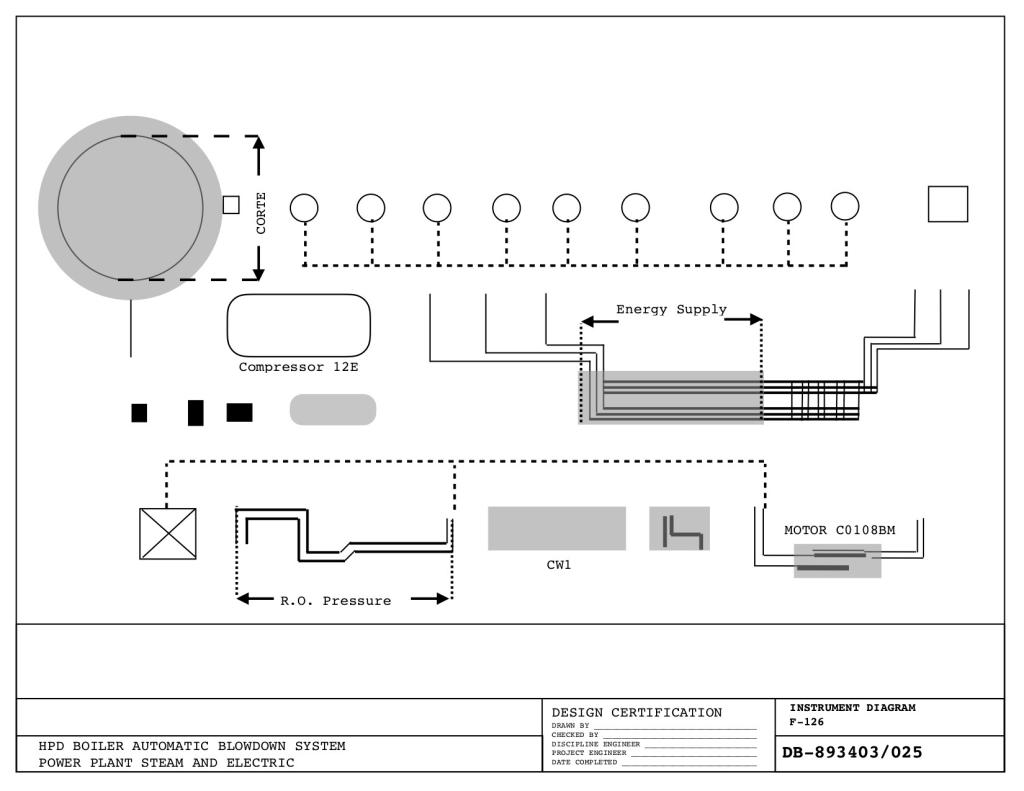 CORTE
Energy Supply
Compressor 12E
MOTOR C0108BM
CW1
R.O. Pressure
DESIGN CERTIFICATION
DRAWN BY
CHECKED BY
DISCIPLINE ENGINEER
PROJECT ENGINEER
DATE COMPLETED
INSTRUMENT DIAGRAM
F-126
HPD BOILER AUTOMATIC BLOWDOWN SYSTEM
POWER PLANT STEAM AND ELECTRIC
DB-893403/025